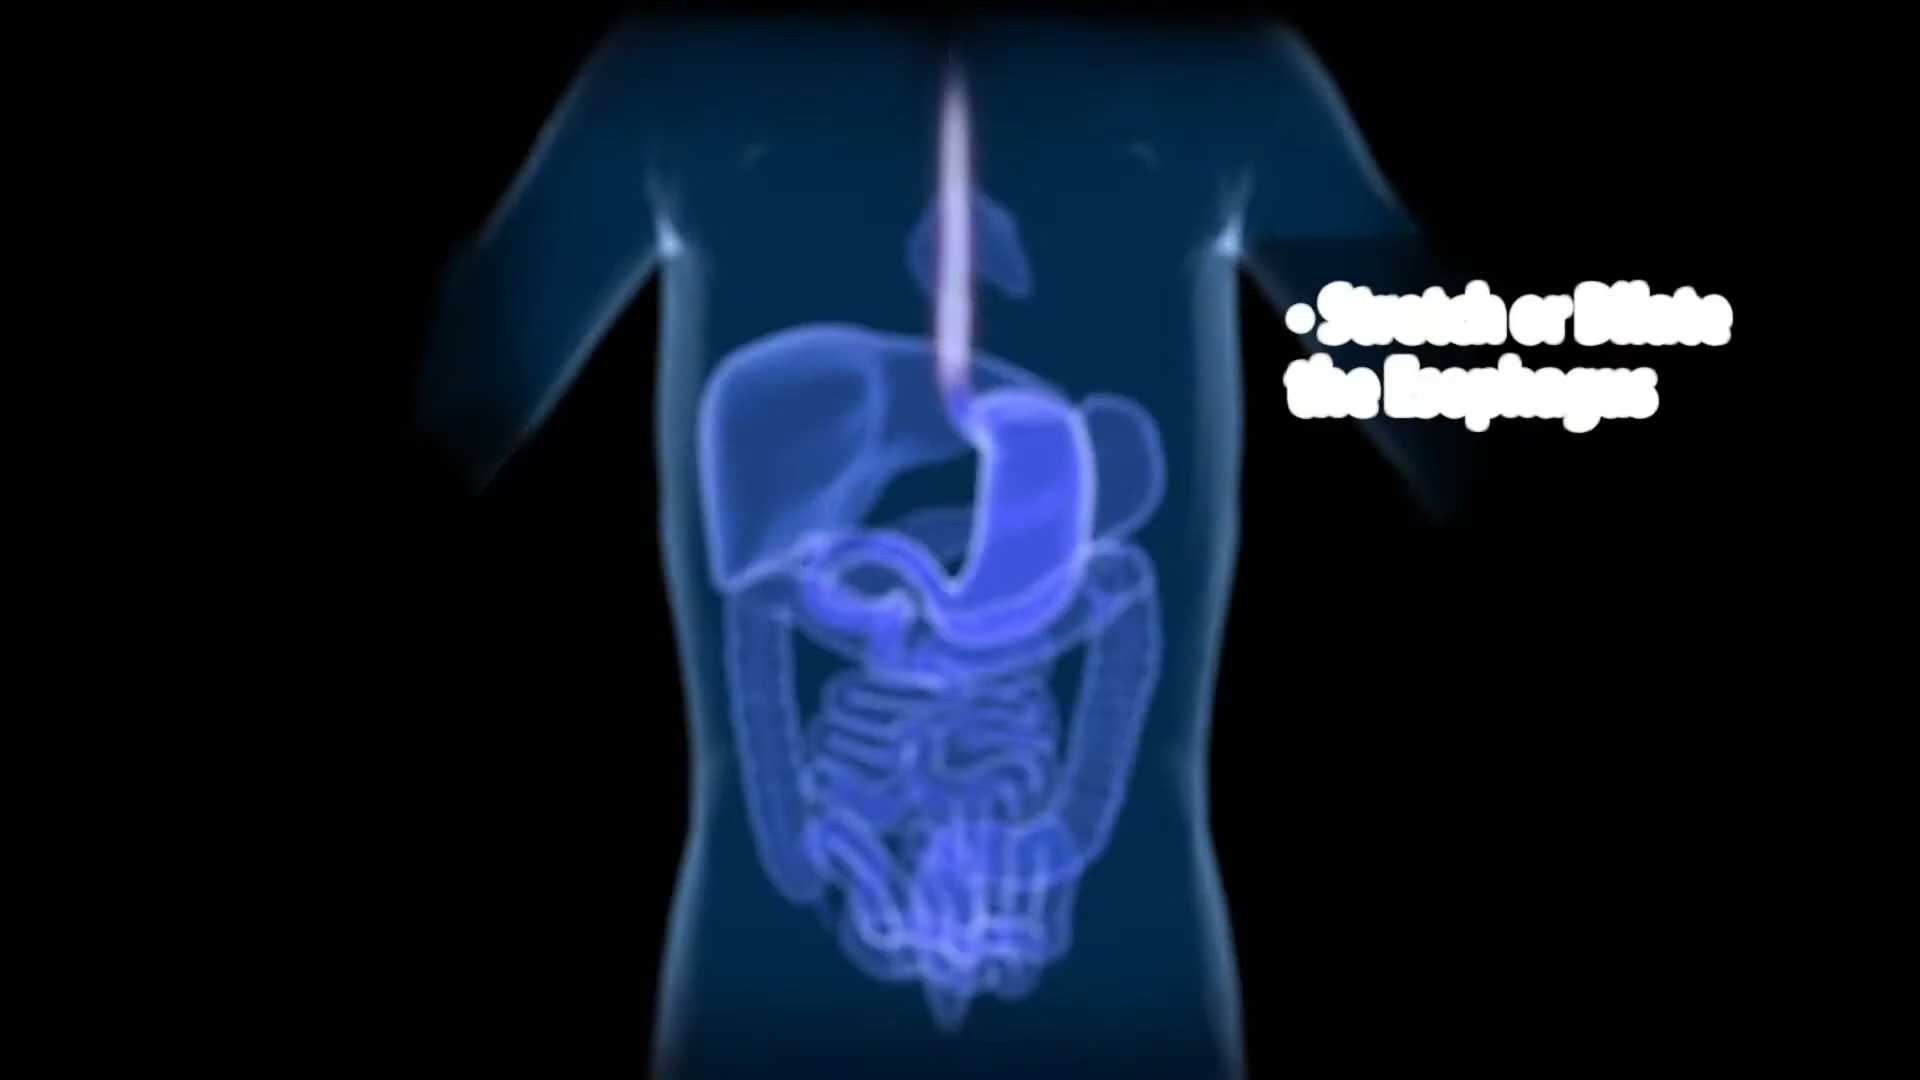 • Stretch or Dilate
the Esophagus